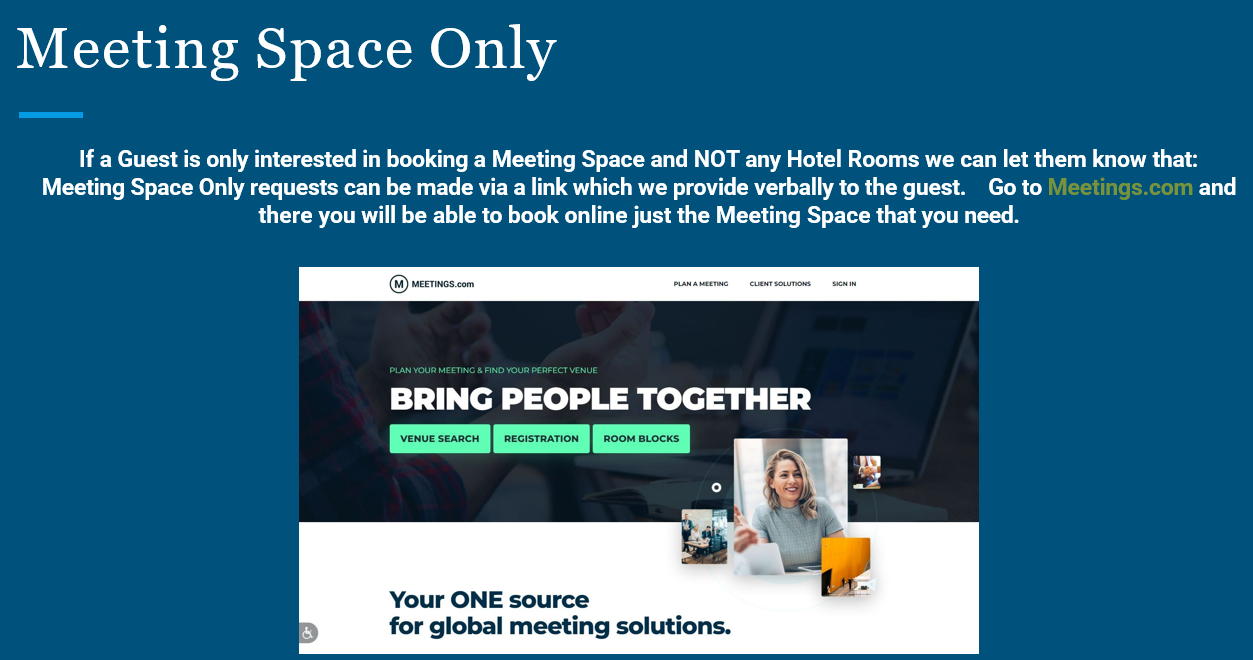 Meeting Space Only
If a Guest is only interested in booking a Meeting Space and NOT any Hotel Rooms we can let them know that:
Meeting Space Only requests can be made via a link which we provide verbally to the guest. Go to Meetings.com and
there you will be able to book online just the Meeting Space that you need.
M MEETINGS.com PLAN A MEETING CLIENT SOLUTIONS SIGN IN
PLAN YOUR MEETING & FIND YOUR PERFECT VENUE
BRING PEOPLE TOGETHER
VENUE SEARCH REGISTRATION ROOM BLOCKS
Your ONE source
for global meeting solutions.